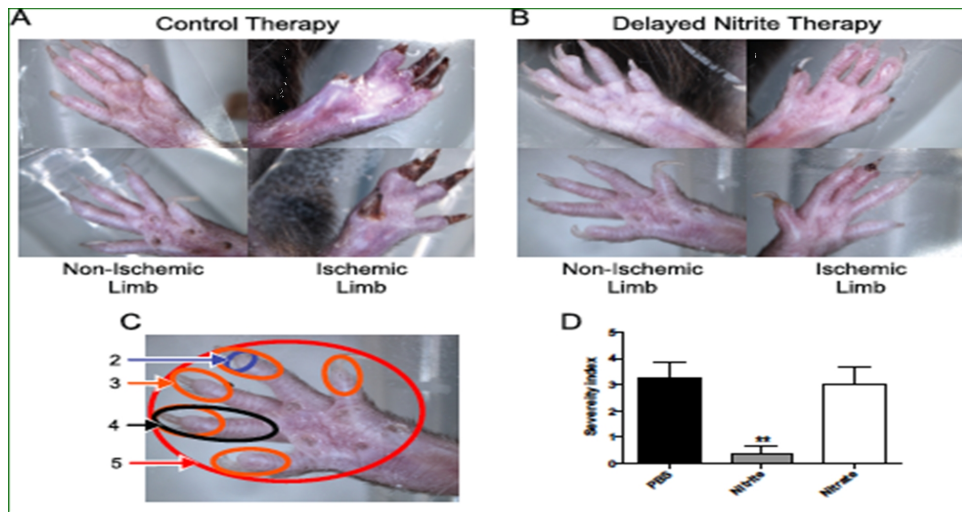 A
Control Therapy
B
Delayed Nitrite Therapy
Non-Ischemic
Limb
Ischemic
Limb
Non-Ischemic
Limb
Ischemic
Limb
C
2
3
4
5
D
Severeity index
5
4
3
2
1
0
**
PBS
Nitrite
Nitrate